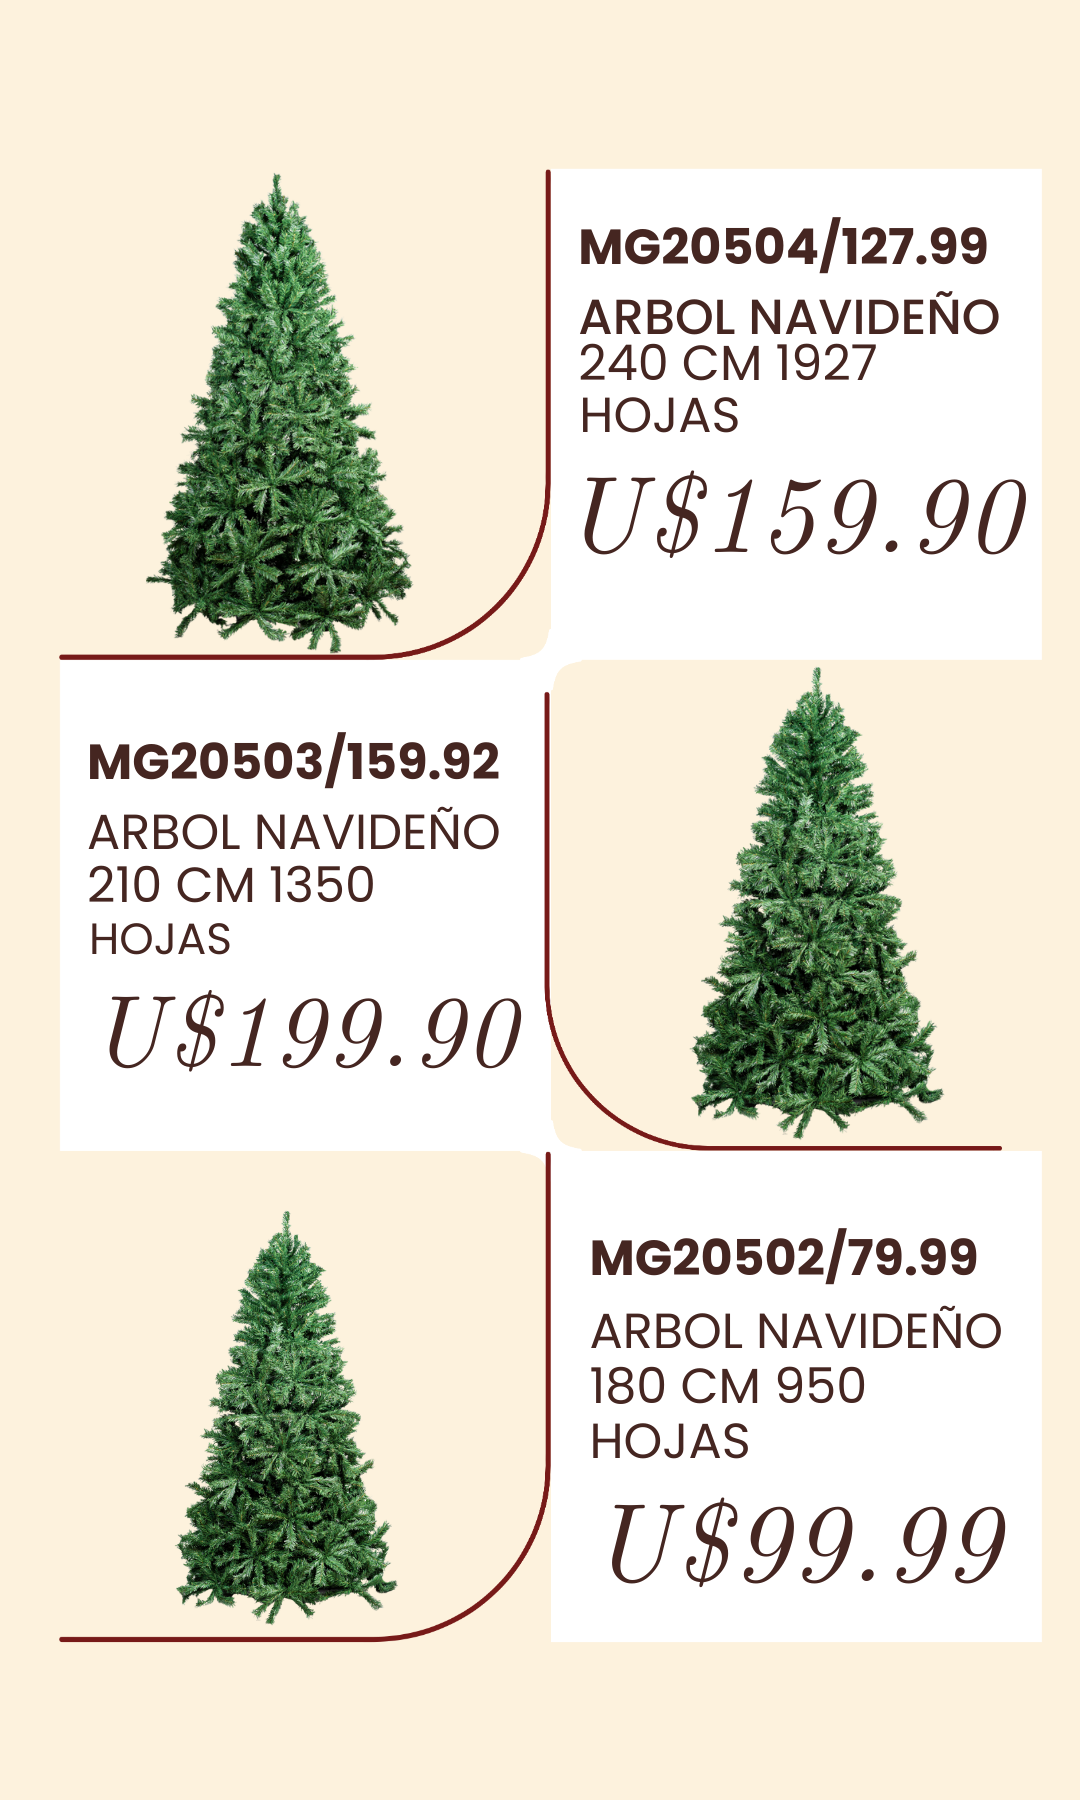 MG20504/127.99
ARBOL NAVIDEÑO
240 CM 1927
HOJAS
U$159.90
MG20503/159.92
ARBOL NAVIDEÑO
210 CM 1350
HOJAS
U$199.90
MG20502/79.99
ARBOL NAVIDEÑO
180 CM 950
HOJAS
U$99.99